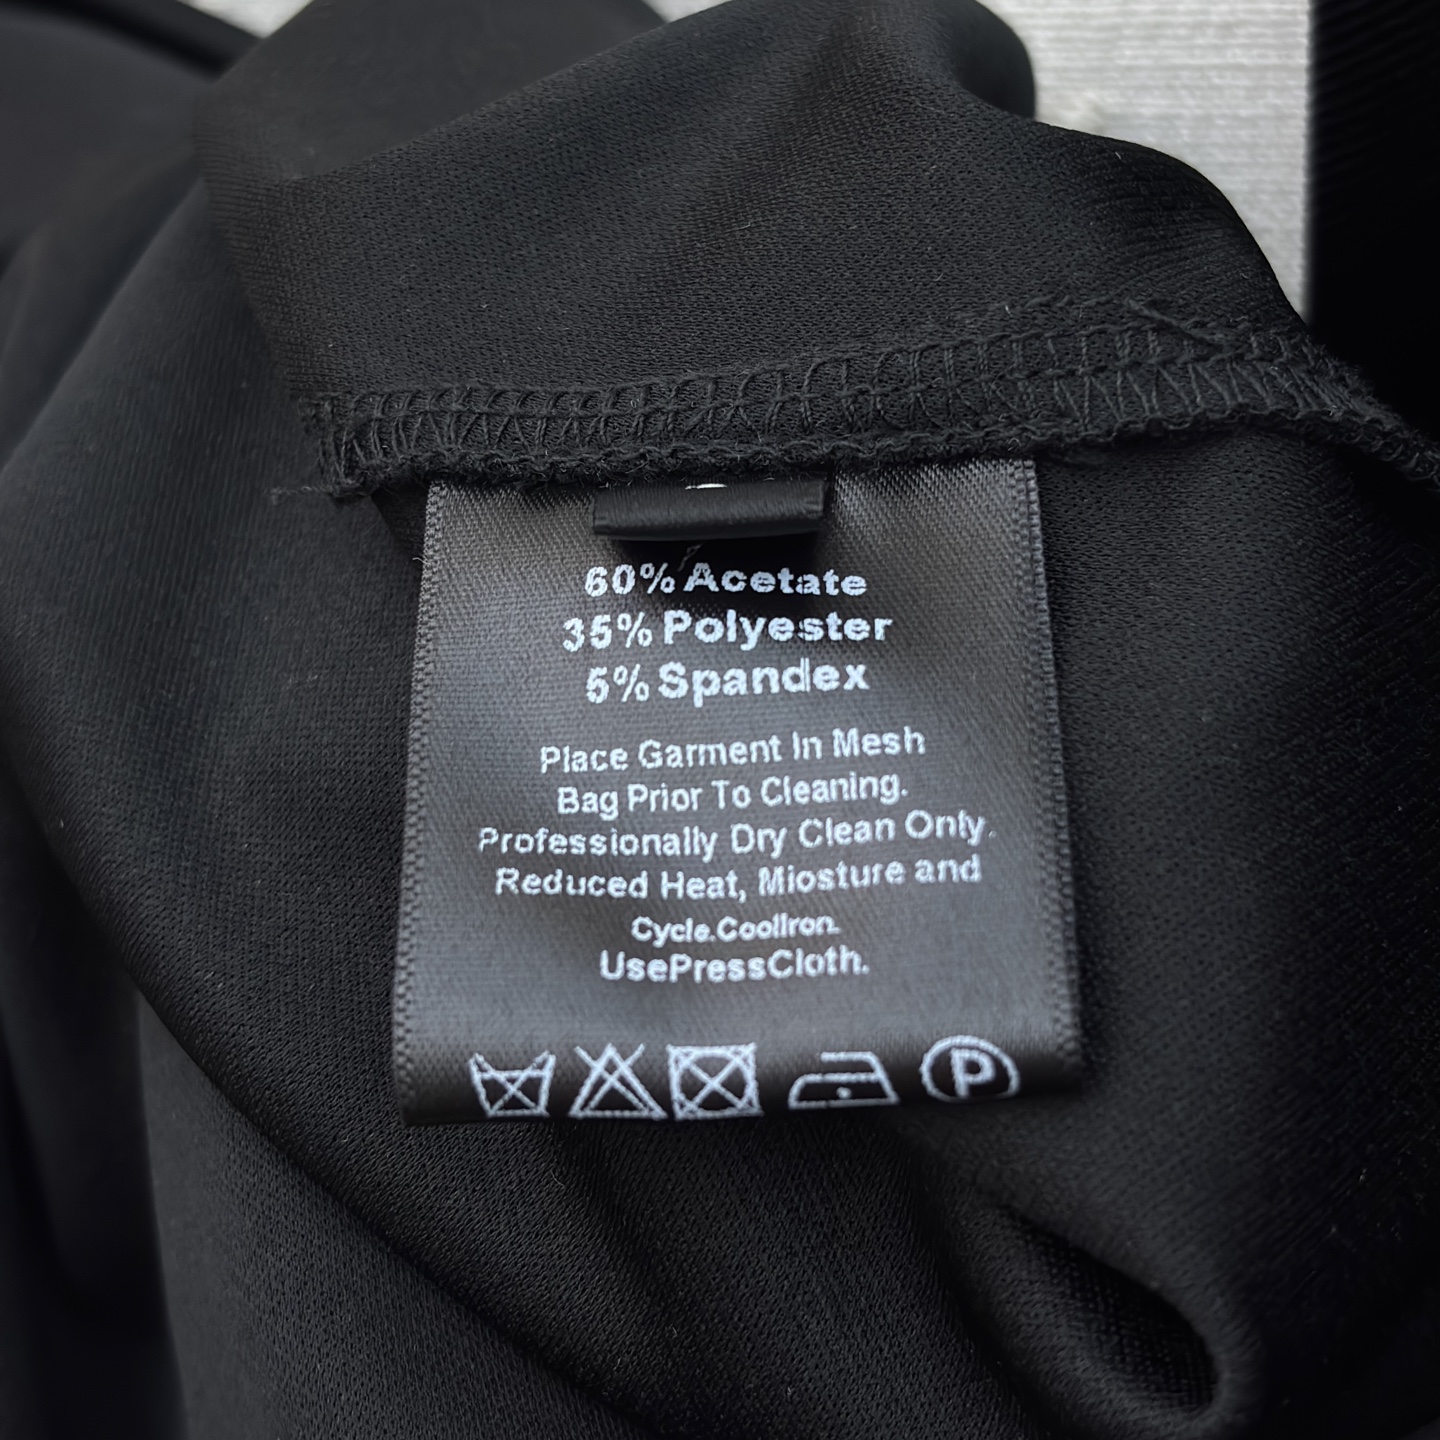 60% Acetate
35% Polyester
5% Spandex
Place Garment In Mesh
Bag Prior To Cleaning.
Professionally Dry Clean Only.
Reduced Heat, Miosture and
Cycle.CoolIron.
UsePressCloth.
P